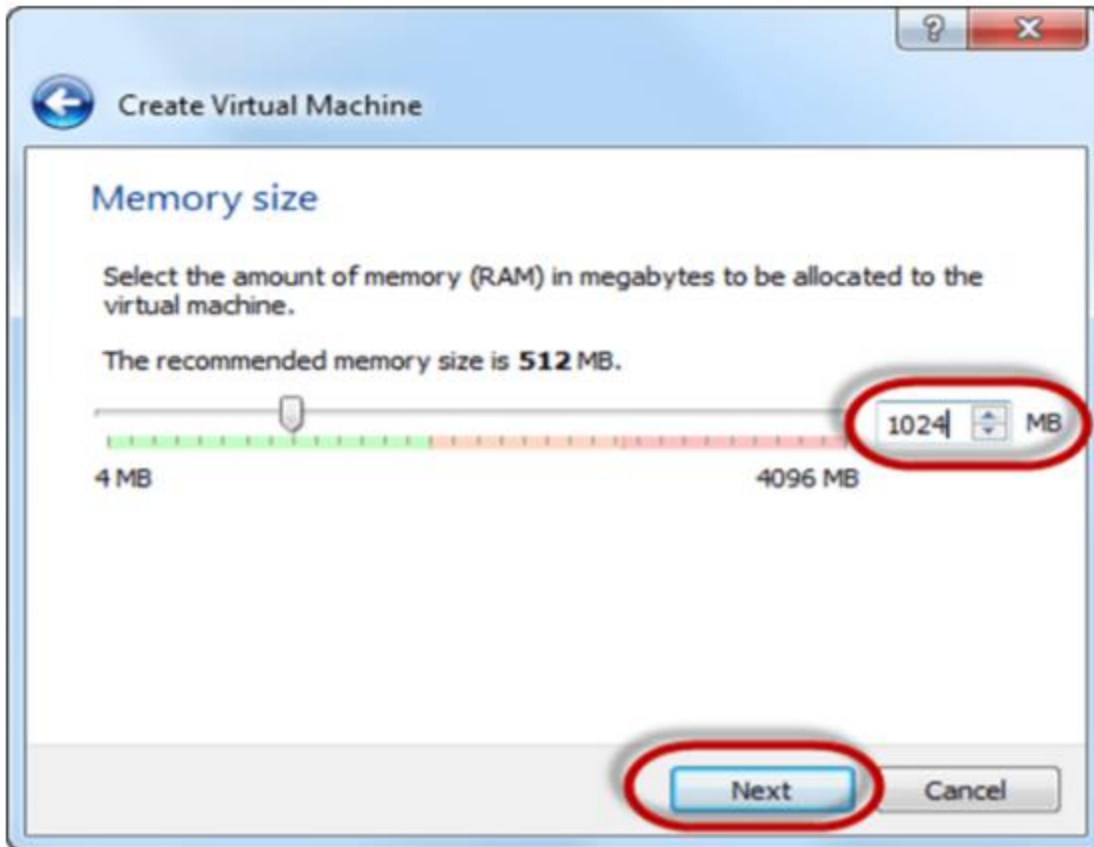 ?
Create Virtual Machine
Memory size
Select the amount of memory (RAM) in megabytes to be allocated to the
virtual machine.
The recommended memory size is 512 MB.
1024 MB
4 MB 4096 MB
Next Cancel